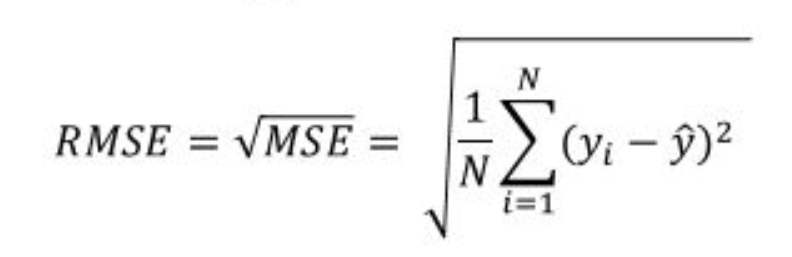 RMSE = √MSE = √(1/N ∑_{i=1}^{N} (y_i − ŷ)²)